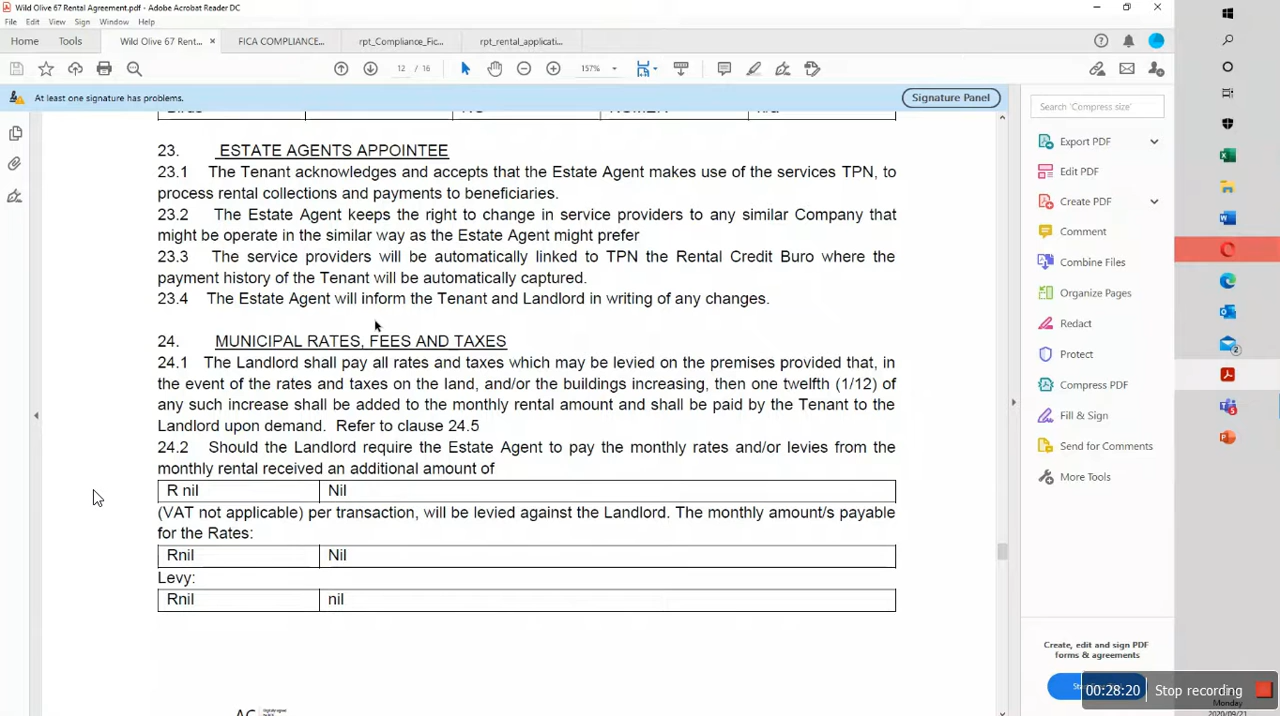 Wild Olive 67 Rental Agreement.pdf - Adobe Acrobat Reader DC
File Edit View Sign Window Help
Home Tools Wild Olive 67 Rent... × FICA COMPLIANCE... rpt_Compliance_Fic... rpt_rental_applicati...
12 / 16 157%
At least one signature has problems. Signature Panel
23. ESTATE AGENTS APPOINTEE
23.1 The Tenant acknowledges and accepts that the Estate Agent makes use of the services TPN, to
process rental collections and payments to beneficiaries.
23.2 The Estate Agent keeps the right to change in service providers to any similar Company that
might be operate in the similar way as the Estate Agent might prefer
23.3 The service providers will be automatically linked to TPN the Rental Credit Buro where the
payment history of the Tenant will be automatically captured.
23.4 The Estate Agent will inform the Tenant and Landlord in writing of any changes.
24. MUNICIPAL RATES, FEES AND TAXES
24.1 The Landlord shall pay all rates and taxes which may be levied on the premises provided that, in
the event of the rates and taxes on the land, and/or the buildings increasing, then one twelfth (1/12) of
any such increase shall be added to the monthly rental amount and shall be paid by the Tenant to the
Landlord upon demand. Refer to clause 24.5
24.2 Should the Landlord require the Estate Agent to pay the monthly rates and/or levies from the
monthly rental received an additional amount of
R nil Nil
(VAT not applicable) per transaction, will be levied against the Landlord. The monthly amount/s payable
for the Rates:
Rnil Nil
Levy:
Rnil nil
Search 'Compress size'
Export PDF
Edit PDF
Create PDF
Comment
Combine Files
Organize Pages
Redact
Protect
Compress PDF
Fill & Sign
Send for Comments
More Tools
Create, edit and sign PDF
forms & agreements
00:28:20 Stop recording
Monday
2020/09/21